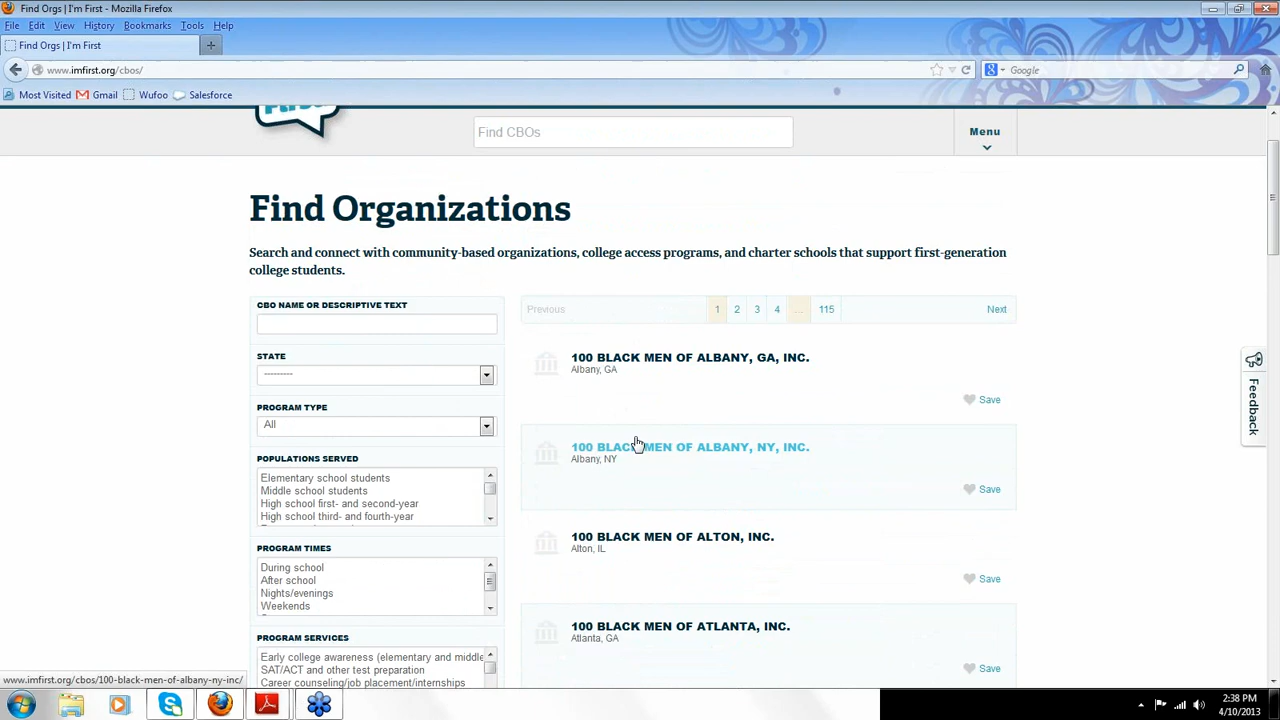 Find Orgs | I'm First - Mozilla Firefox
File Edit View History Bookmarks Tools Help
Find Orgs | I'm First
www.imfirst.org/cbos/
Google
Most Visited Gmail Wufoo Salesforce
First
Find CBOs
Menu
Find Organizations
Search and connect with community-based organizations, college access programs, and charter schools that support first-generation
college students.
CBO NAME OR DESCRIPTIVE TEXT
STATE
---------
PROGRAM TYPE
All
POPULATIONS SERVED
Elementary school students
Middle school students
High school first- and second-year
High school third- and fourth-year
PROGRAM TIMES
During school
After school
Nights/evenings
Weekends
PROGRAM SERVICES
Early college awareness (elementary and middle
SAT/ACT and other test preparation
Career counseling/job placement/internships
Previous 1 2 3 4 ... 115 Next
100 BLACK MEN OF ALBANY, GA, INC.
Albany, GA
Save
100 BLACK MEN OF ALBANY, NY, INC.
Albany, NY
Save
100 BLACK MEN OF ALTON, INC.
Alton, IL
Save
100 BLACK MEN OF ATLANTA, INC.
Atlanta, GA
Save
Feedback
www.imfirst.org/cbos/100-black-men-of-albany-ny-inc/
2:38 PM
4/10/2013